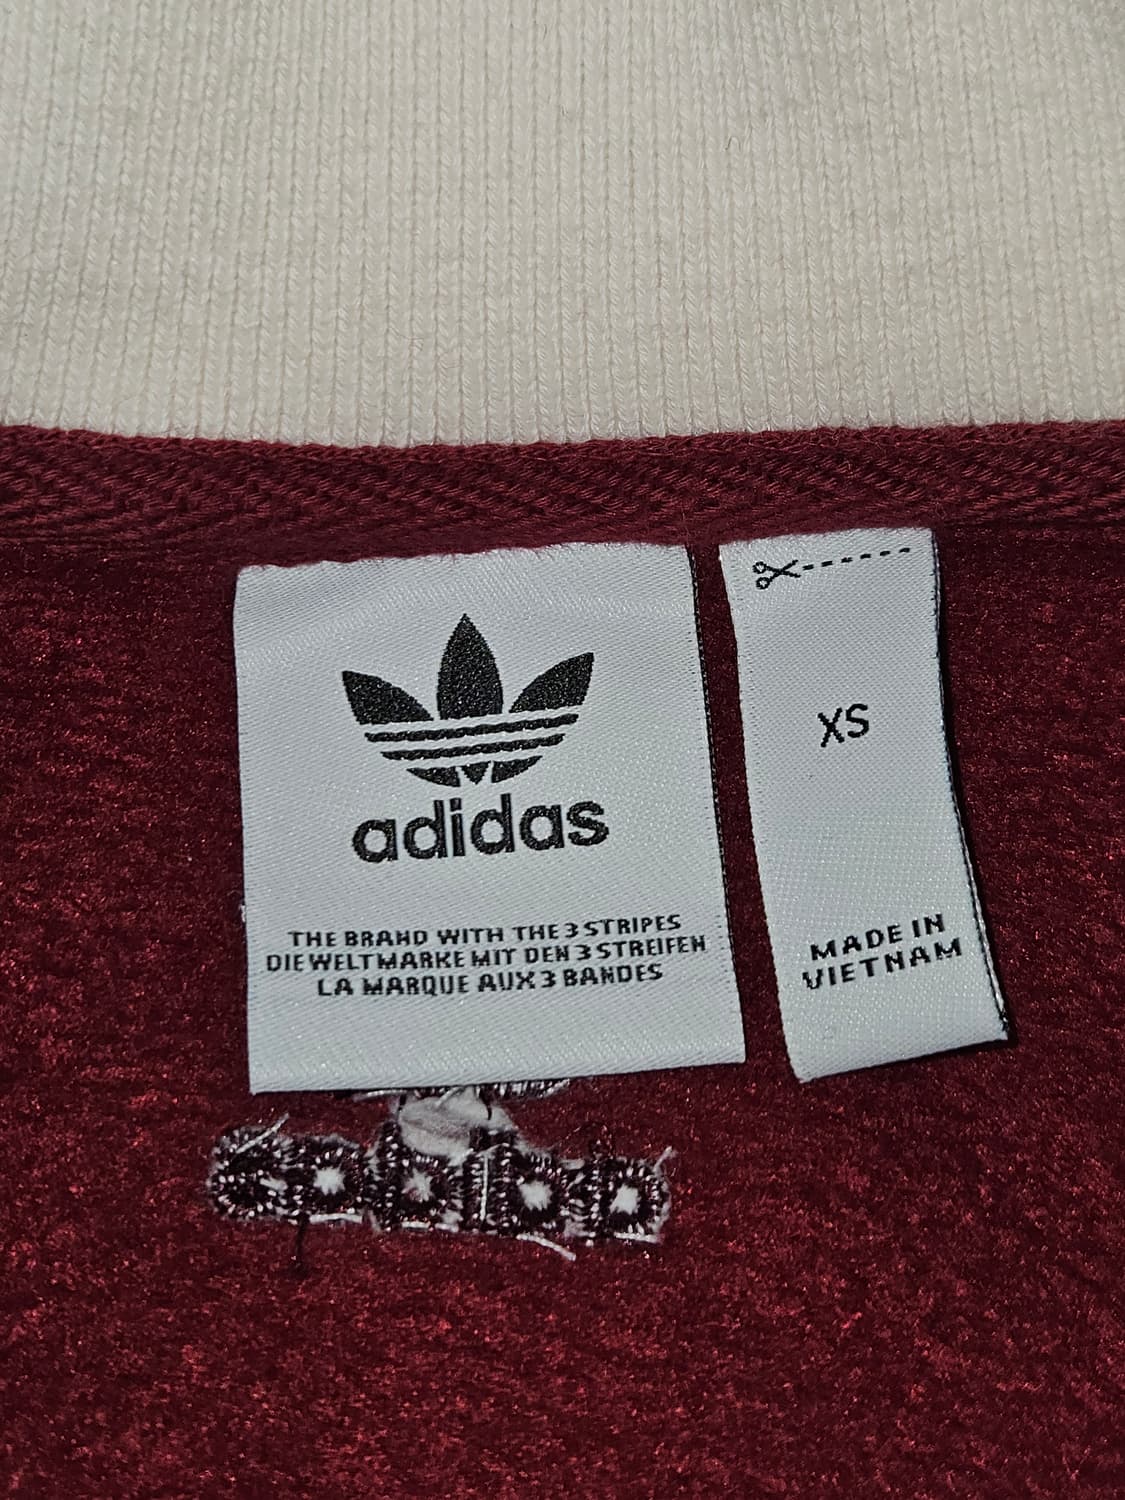 adidas
THE BRAND WITH THE 3 STRIPES
DIE WELTMARKE MIT DEN 3 STREIFEN
LA MARQUE AUX 3 BANDES
XS
MADE IN
VIETNAM